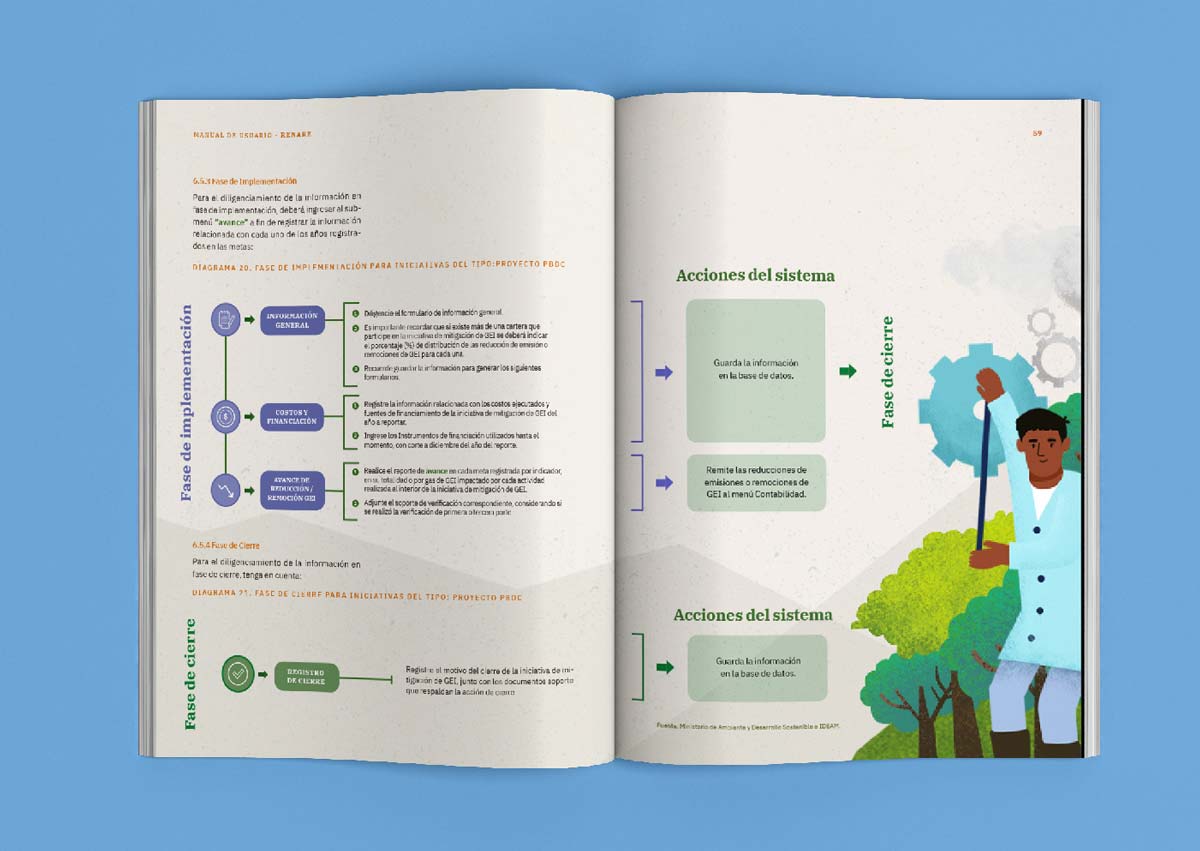 MANUAL DE USUARIO - RENARE
6.5.3 Fase de Implementación
Para el diligenciamiento de la información en
fase de implementación, deberá ingresar al sub-
menú "avance" a fin de registrar la información
relacionada con cada uno de los años registra-
dos en las metas:
DIAGRAMA 20. FASE DE IMPLEMENTACIÓN PARA INICIATIVAS DEL TIPO: PROYECTO PBDC
Fase de implementación
INFORMACIÓN
GENERAL
1 Diligencie el formulario de información general.
2 Es importante recordar que si existe más de una cartera que
participe en la iniciativa de mitigación de GEI se deberá indicar
el porcentaje (%) de distribución de las reducción de emisión o
remociones de GEI para cada una.
3 Recuerde guardar la información para generar los siguientes
formularios.
COSTOS Y
FINANCIACIÓN
1 Registre la información relacionada con los costos ejecutados y
fuentes de financiamiento de la iniciativa de mitigación de GEI del
año a reportar.
2 Ingrese los Instrumentos de financiación utilizados hasta el
momento, con corte a diciembre del año del reporte.
AVANCE DE
REDUCCIÓN /
REMOCIÓN GEI
1 Realice el reporte de avance en cada meta registrada por indicador,
en su totalidad o por gas de GEI impactado por cada actividad
realizada al interior de la iniciativa de mitigación de GEI.
2 Adjunte el soporte de verificación correspondiente, considerando si
se realizó la verificación de primera o tercera parte.
6.5.4 Fase de Cierre
Para el diligenciamiento de la información en
fase de cierre, tenga en cuenta:
DIAGRAMA 21. FASE DE CIERRE PARA INICIATIVAS DEL TIPO: PROYECTO PBDC
Fase de cierre
REGISTRO
DE CIERRE
Registre el motivo del cierre de la iniciativa de mi-
tigación de GEI, junto con los documentos soporte
que respaldan la acción de cierre
59
Acciones del sistema
Guarda la información
en la base de datos.
Fase de cierre
Remite las reducciones de
emisiones o remociones de
GEI al menú Contabilidad.
Acciones del sistema
Guarda la información
en la base de datos.
Fuente. Ministerio de Ambiente y Desarrollo Sostenible e IDEAM.